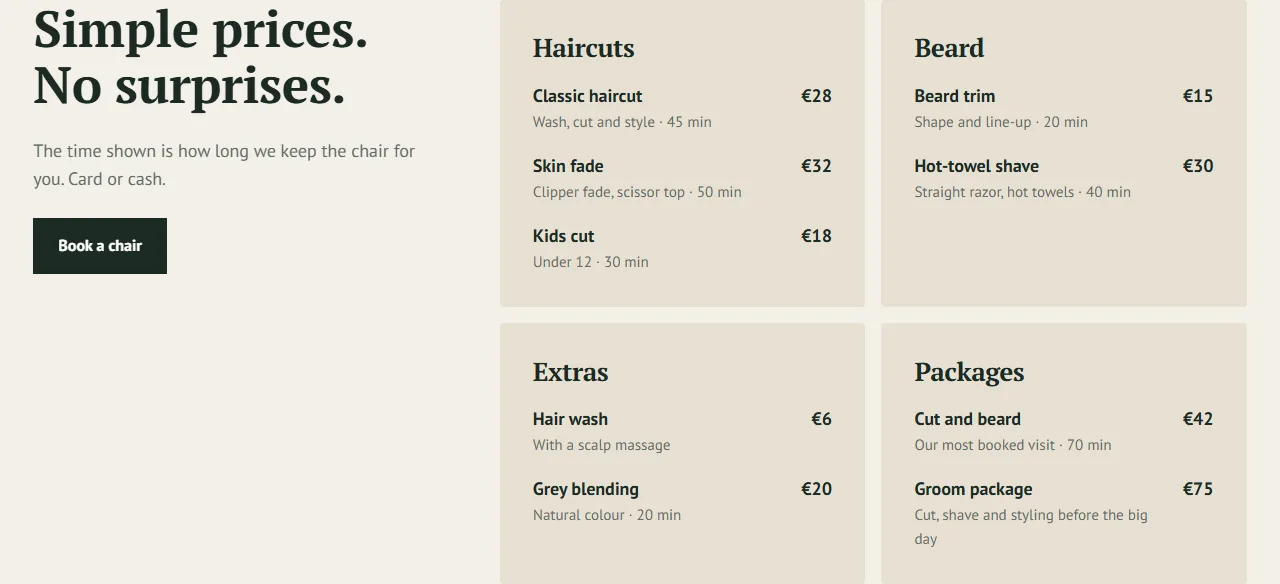 Simple prices.
No surprises.
The time shown is how long we keep the chair for
you. Card or cash.
Book a chair
Haircuts
Classic haircut €28
Wash, cut and style · 45 min
Skin fade €32
Clipper fade, scissor top · 50 min
Kids cut €18
Under 12 · 30 min
Beard
Beard trim €15
Shape and line-up · 20 min
Hot-towel shave €30
Straight razor, hot towels · 40 min
Extras
Hair wash €6
With a scalp massage
Grey blending €20
Natural colour · 20 min
Packages
Cut and beard €42
Our most booked visit · 70 min
Groom package €75
Cut, shave and styling before the big
day